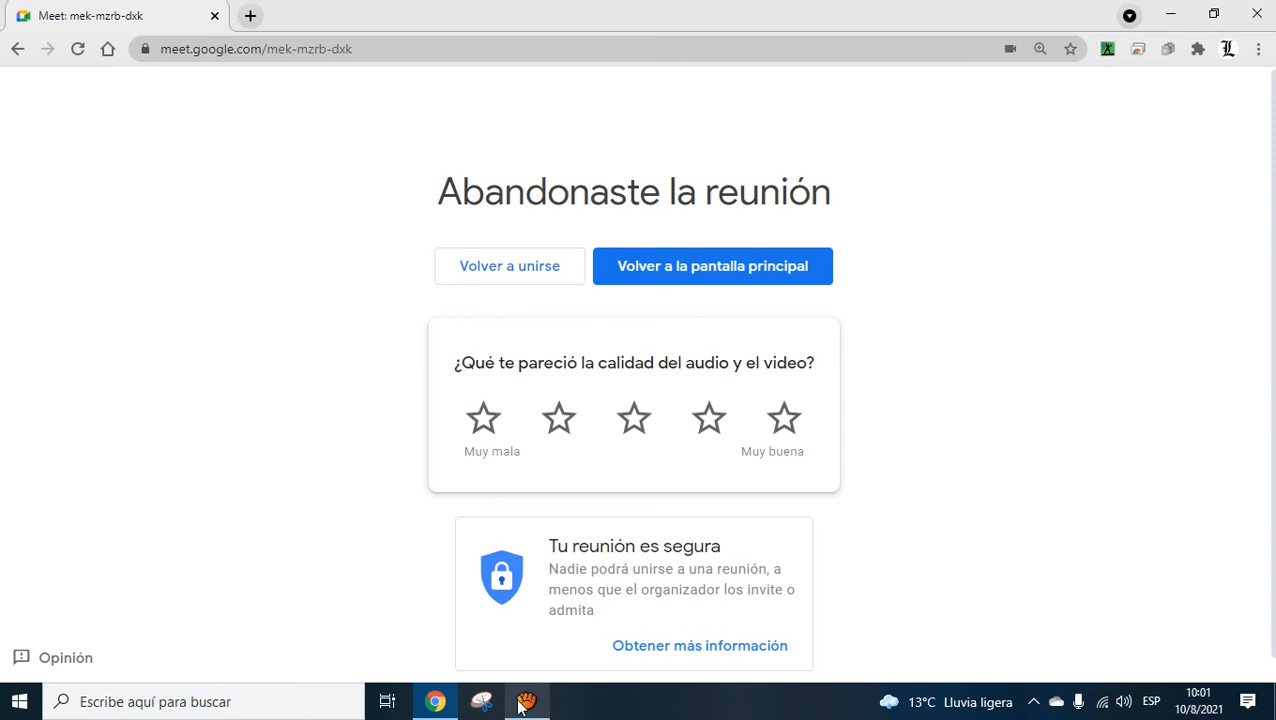 Meet: mek-mzrb-dxk
meet.google.com/mek-mzrb-dxk
Abandonaste la reunión
Volver a unirse
Volver a la pantalla principal
¿Qué te pareció la calidad del audio y el video?
Muy mala
Muy buena
Tu reunión es segura
Nadie podrá unirse a una reunión, a
menos que el organizador los invite o
admita
Obtener más información
Opinión
Escribe aquí para buscar
13°C Lluvia ligera
ESP
10:01
10/8/2021